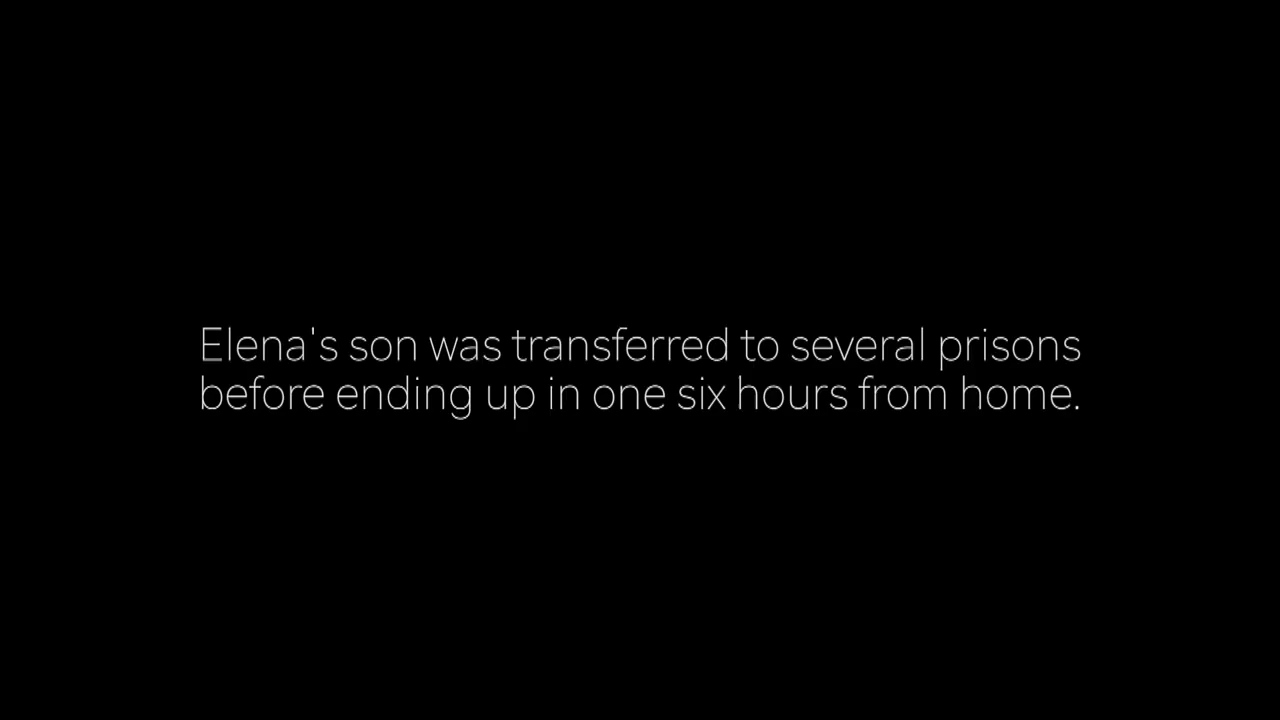 Elena's son was transferred to several prisons
before ending up in one six hours from home.